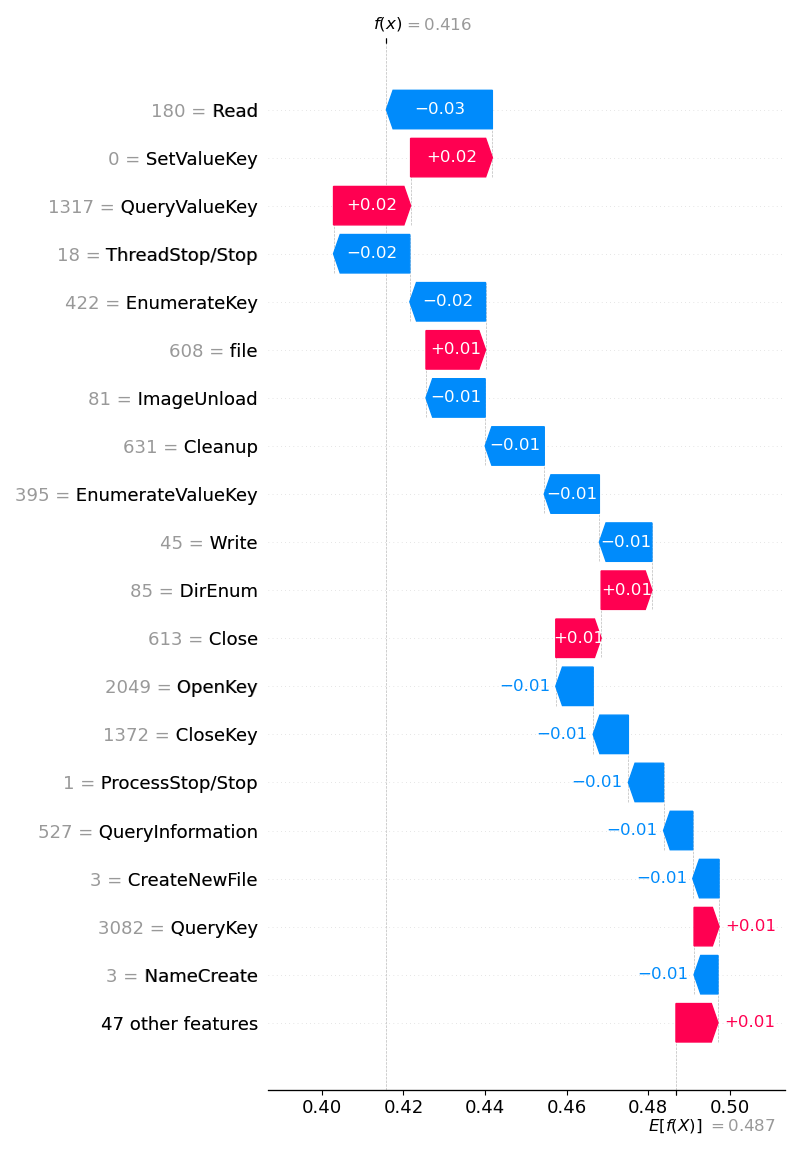 f(x) = 0.416
180 = Read −0.03
0 = SetValueKey +0.02
1317 = QueryValueKey +0.02
18 = ThreadStop/Stop −0.02
422 = EnumerateKey −0.02
608 = file +0.01
81 = ImageUnload −0.01
631 = Cleanup −0.01
395 = EnumerateValueKey −0.01
45 = Write −0.01
85 = DirEnum +0.01
613 = Close +0.01
2049 = OpenKey −0.01
1372 = CloseKey −0.01
1 = ProcessStop/Stop −0.01
527 = QueryInformation −0.01
3 = CreateNewFile −0.01
3082 = QueryKey +0.01
3 = NameCreate −0.01
47 other features +0.01
0.40 0.42 0.44 0.46 0.48 0.50
E[f(X)] = 0.487